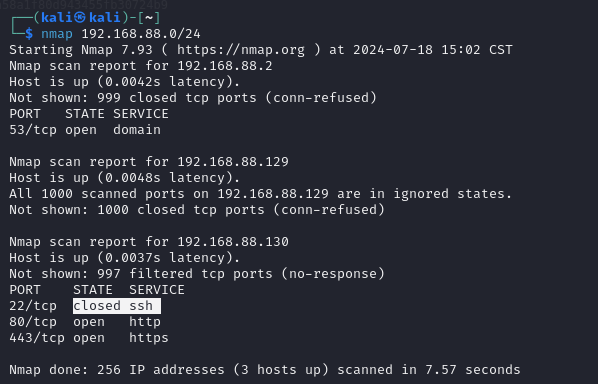 ┌──(kali㉿kali)-[~]
└─$ nmap 192.168.88.0/24
Starting Nmap 7.93 ( https://nmap.org ) at 2024-07-18 15:02 CST
Nmap scan report for 192.168.88.2
Host is up (0.0042s latency).
Not shown: 999 closed tcp ports (conn-refused)
PORT   STATE SERVICE
53/tcp open  domain

Nmap scan report for 192.168.88.129
Host is up (0.0048s latency).
All 1000 scanned ports on 192.168.88.129 are in ignored states.
Not shown: 1000 closed tcp ports (conn-refused)

Nmap scan report for 192.168.88.130
Host is up (0.0037s latency).
Not shown: 997 filtered tcp ports (no-response)
PORT    STATE  SERVICE
22/tcp  closed ssh
80/tcp  open   http
443/tcp open   https

Nmap done: 256 IP addresses (3 hosts up) scanned in 7.57 seconds